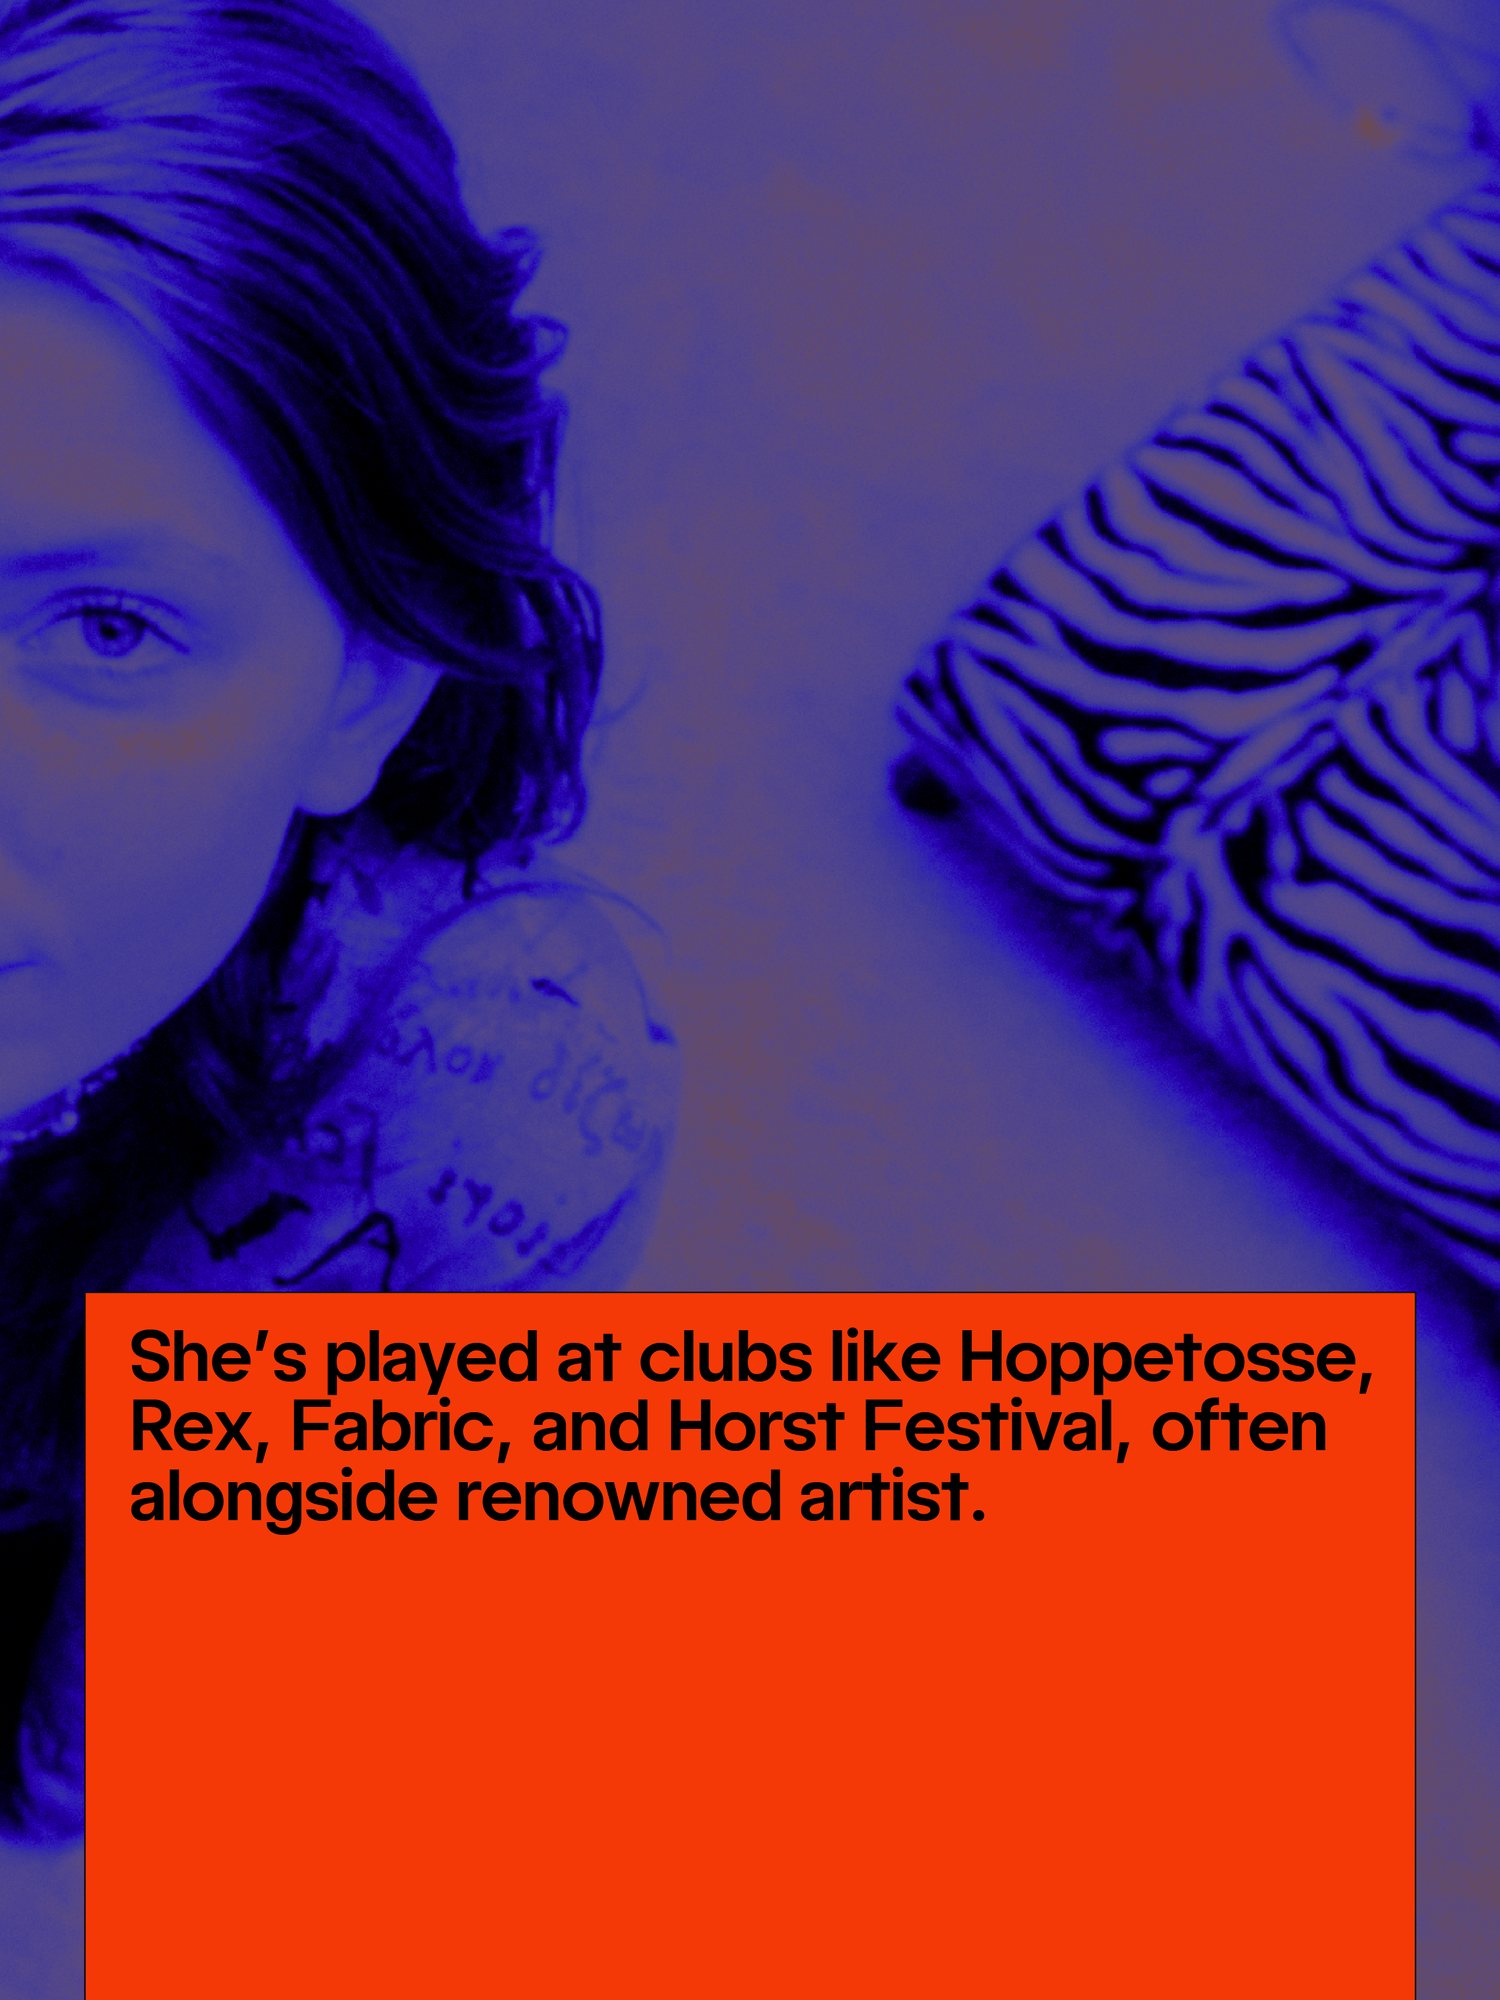 She’s played at clubs like Hoppetosse,
Rex, Fabric, and Horst Festival, often
alongside renowned artist.